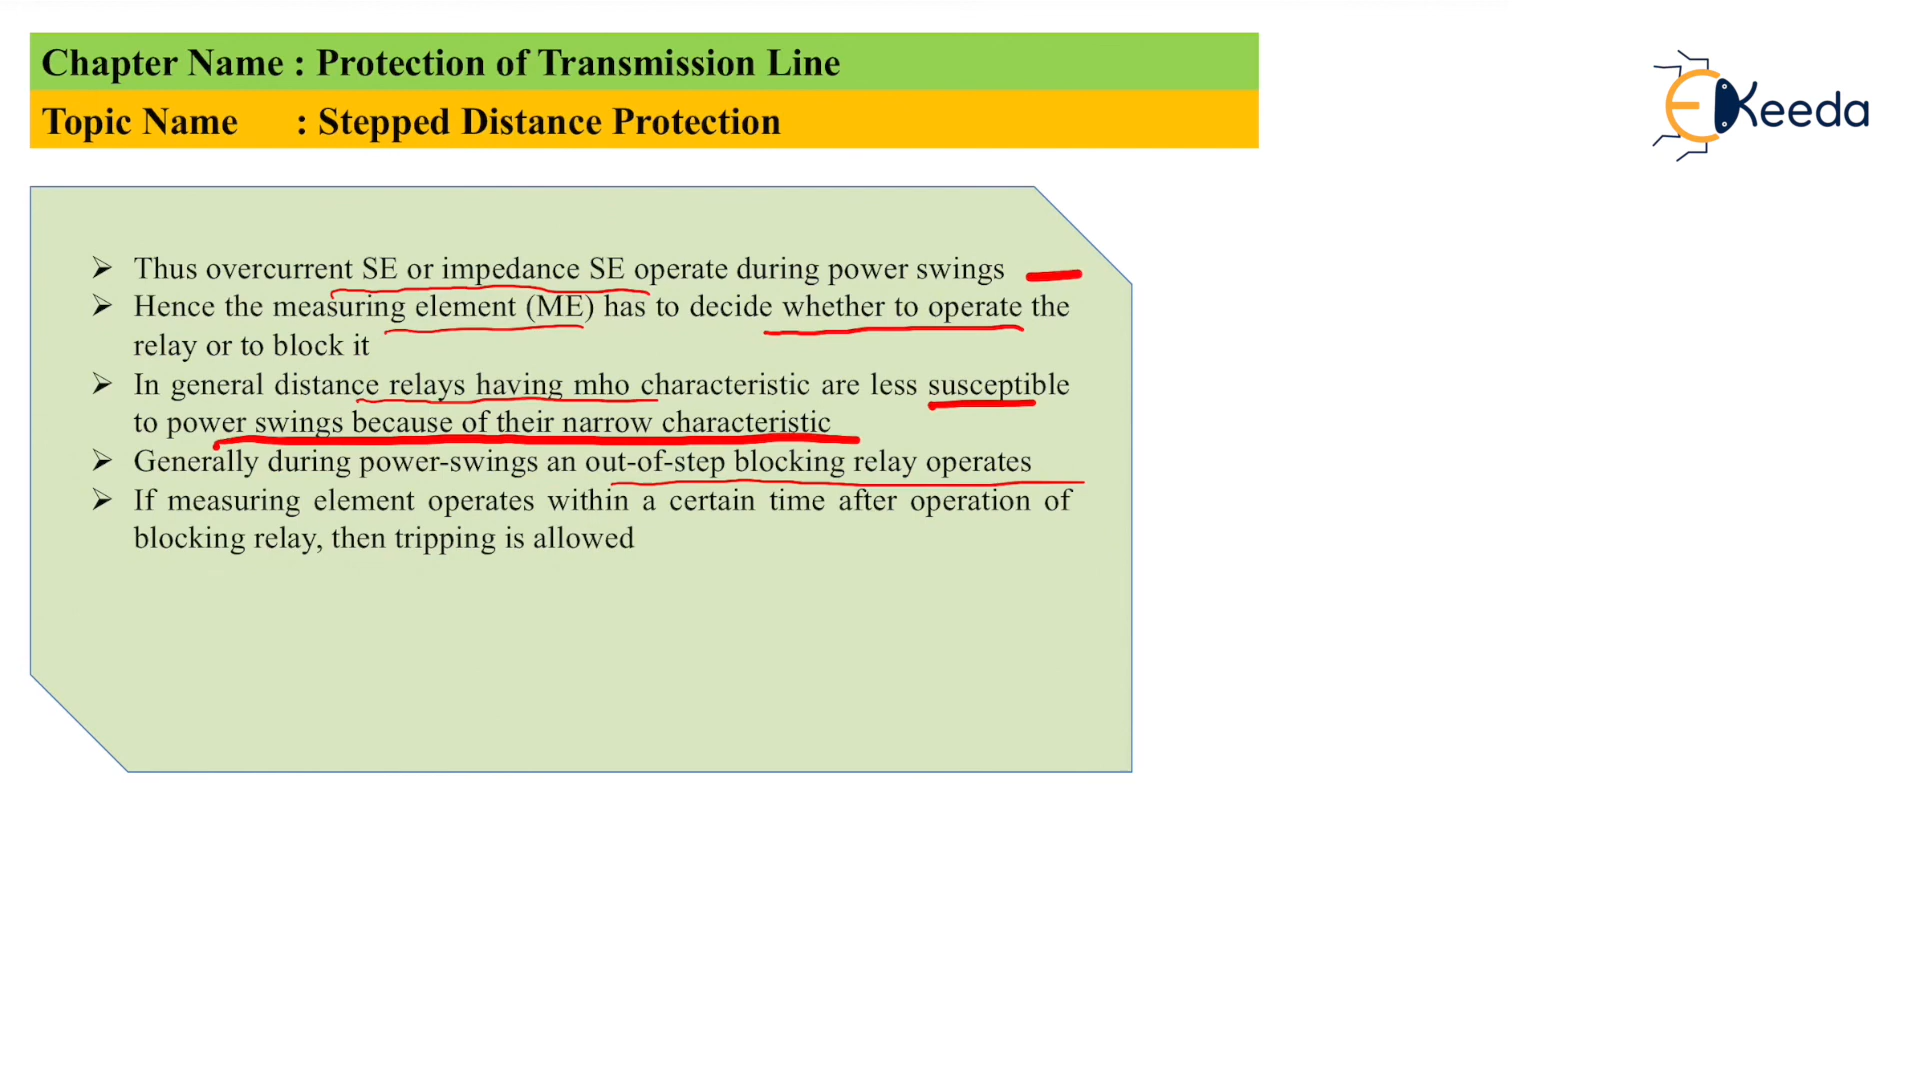 Chapter Name : Protection of Transmission Line
Topic Name : Stepped Distance Protection
EKeeda
➢ Thus overcurrent SE or impedance SE operate during power swings
➢ Hence the measuring element (ME) has to decide whether to operate the
relay or to block it
➢ In general distance relays having mho characteristic are less susceptible
to power swings because of their narrow characteristic
➢ Generally during power-swings an out-of-step blocking relay operates
➢ If measuring element operates within a certain time after operation of
blocking relay, then tripping is allowed